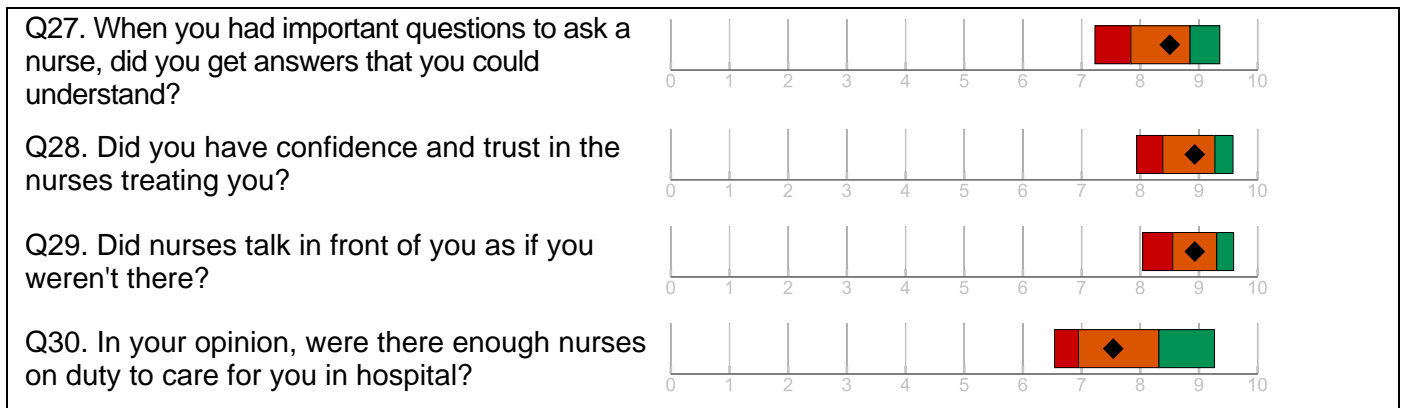 Q27. When you had important questions to ask a
nurse, did you get answers that you could
understand?
0 1 2 3 4 5 6 7 8 9 10
Q28. Did you have confidence and trust in the
nurses treating you?
0 1 2 3 4 5 6 7 8 9 10
Q29. Did nurses talk in front of you as if you
weren't there?
0 1 2 3 4 5 6 7 8 9 10
Q30. In your opinion, were there enough nurses
on duty to care for you in hospital?
0 1 2 3 4 5 6 7 8 9 10